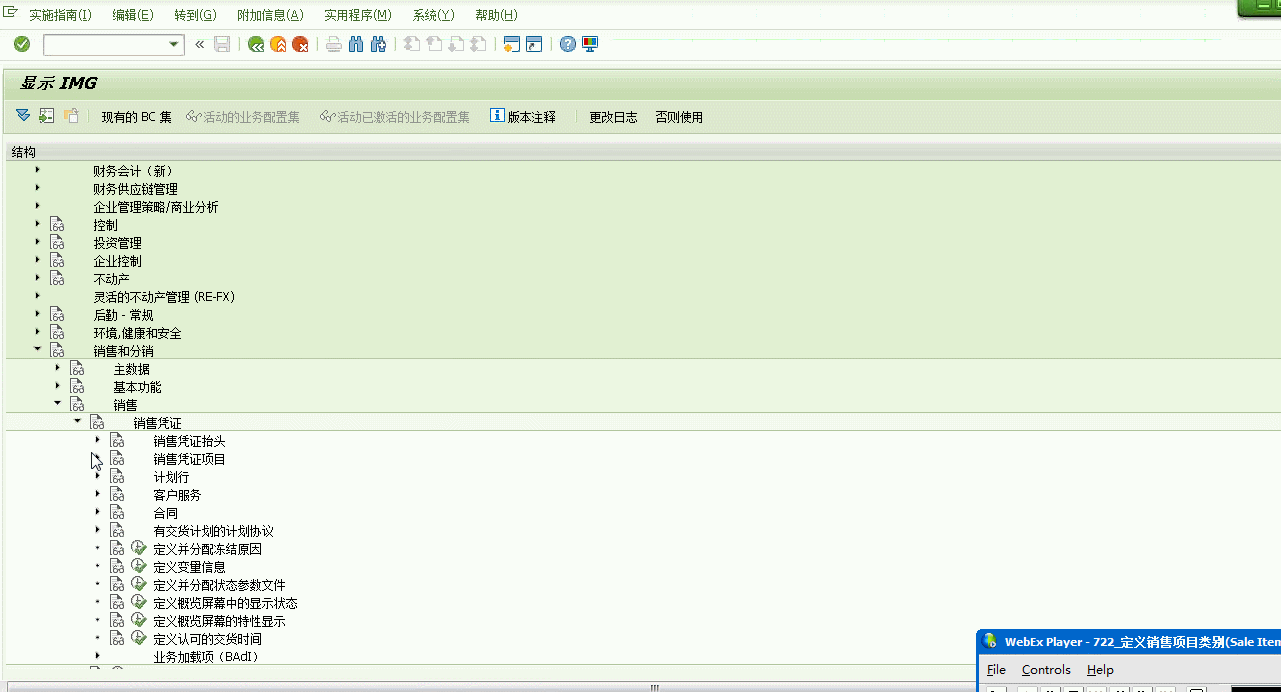 实施指南(I) 编辑(E) 转到(G) 附加信息(A) 实用程序(M) 系统(Y) 帮助(H)
显示 IMG
现有的 BC 集 活动的业务配置集 活动已激活的业务配置集 版本注释 更改日志 否则使用
结构
财务会计（新）
财务供应链管理
企业管理策略/商业分析
控制
投资管理
企业控制
不动产
灵活的不动产管理 (RE-FX)
后勤 - 常规
环境,健康和安全
销售和分销
主数据
基本功能
销售
销售凭证
销售凭证抬头
销售凭证项目
计划行
客户服务
合同
有交货计划的计划协议
定义并分配冻结原因
定义变量信息
定义并分配状态参数文件
定义概览屏幕中的显示状态
定义概览屏幕的特性显示
定义认可的交货时间
业务加载项（BAdI）
WebEx Player - 722_定义销售项目类别(Sale Item
File Controls Help